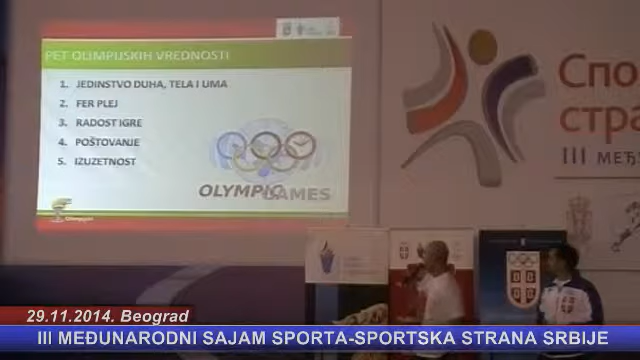 PET OLIMPIJSKIH VREDNOSTI
1. JEDINSTVO DUHA, TELA I UMA
2. FER PLEJ
3. RADOST IGRE
4. POŠTOVANJE
5. IZUZETNOST
OLYMPIC GAMES
Спо
стра
III МЕЂ
29.11.2014. Beograd
III MEĐUNARODNI SAJAM SPORTA-SPORTSKA STRANA SRBIJE